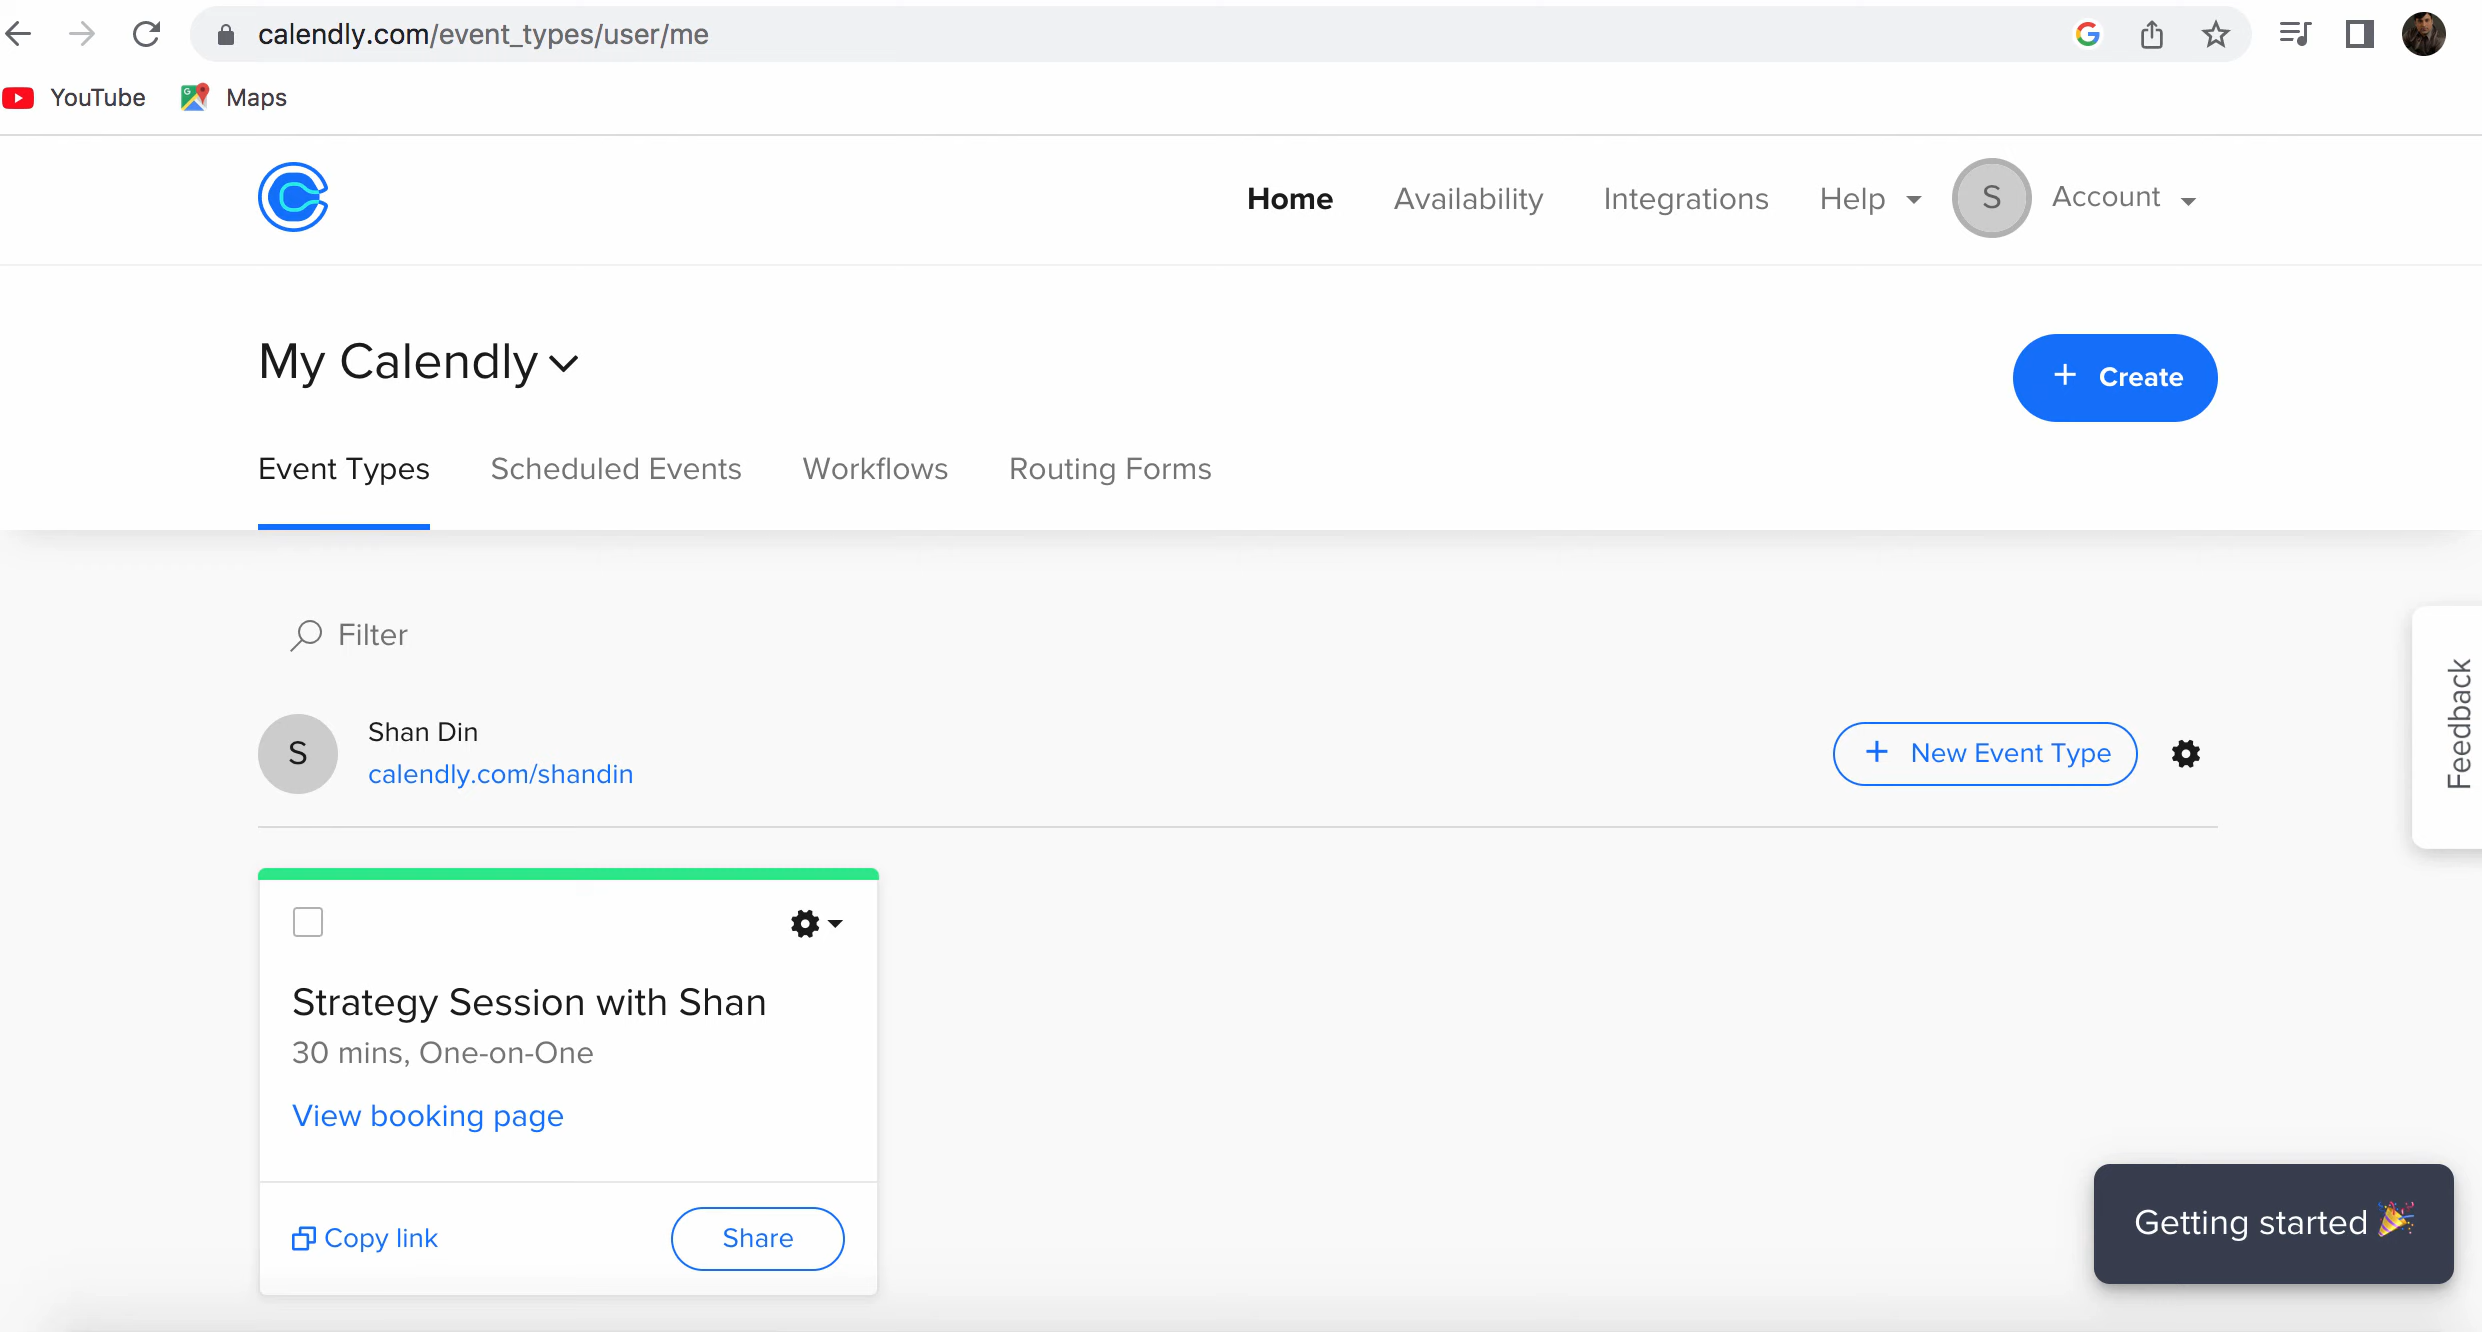 calendly.com/event_types/user/me
YouTube
Maps
Home
Availability
Integrations
Help
S
Account
My Calendly
+ Create
Event Types
Scheduled Events
Workflows
Routing Forms
Filter
S
Shan Din
calendly.com/shandin
+ New Event Type
Feedback
Strategy Session with Shan
30 mins, One-on-One
View booking page
Copy link
Share
Getting started 🎉